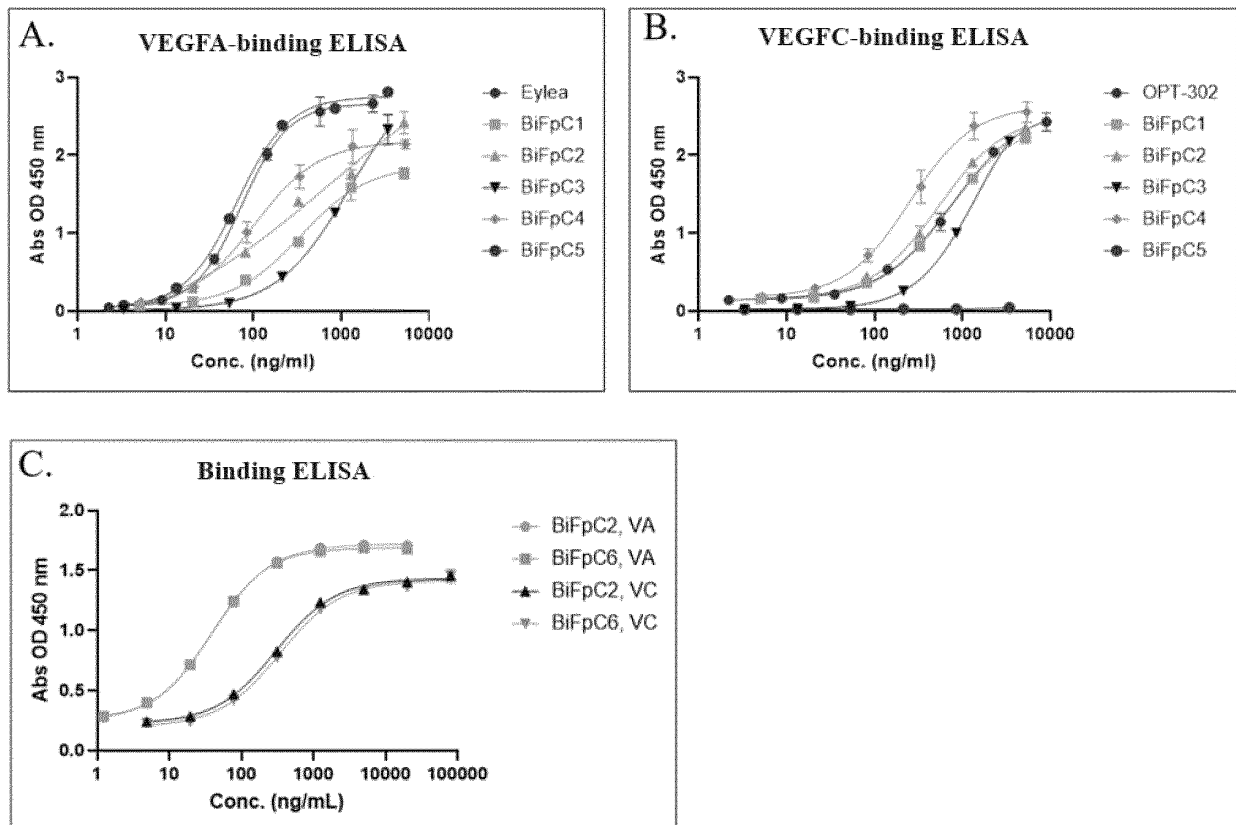 A.
VEGFA-binding ELISA
Abs OD 450 nm
3
2
1
0
1
10
100
1000
10000
Conc. (ng/ml)
Eylea
BiFpC1
BiFpC2
BiFpC3
BiFpC4
BiFpC5
B.
VEGFC-binding ELISA
Abs OD 450 nm
3
2
1
0
1
10
100
1000
10000
Conc. (ng/ml)
OPT-302
BiFpC1
BiFpC2
BiFpC3
BiFpC4
BiFpC5
C.
Binding ELISA
Abs OD 450 nm
2.0
1.5
1.0
0.5
0.0
1
10
100
1000
10000
100000
Conc. (ng/mL)
BiFpC2, VA
BiFpC6, VA
BiFpC2, VC
BiFpC6, VC